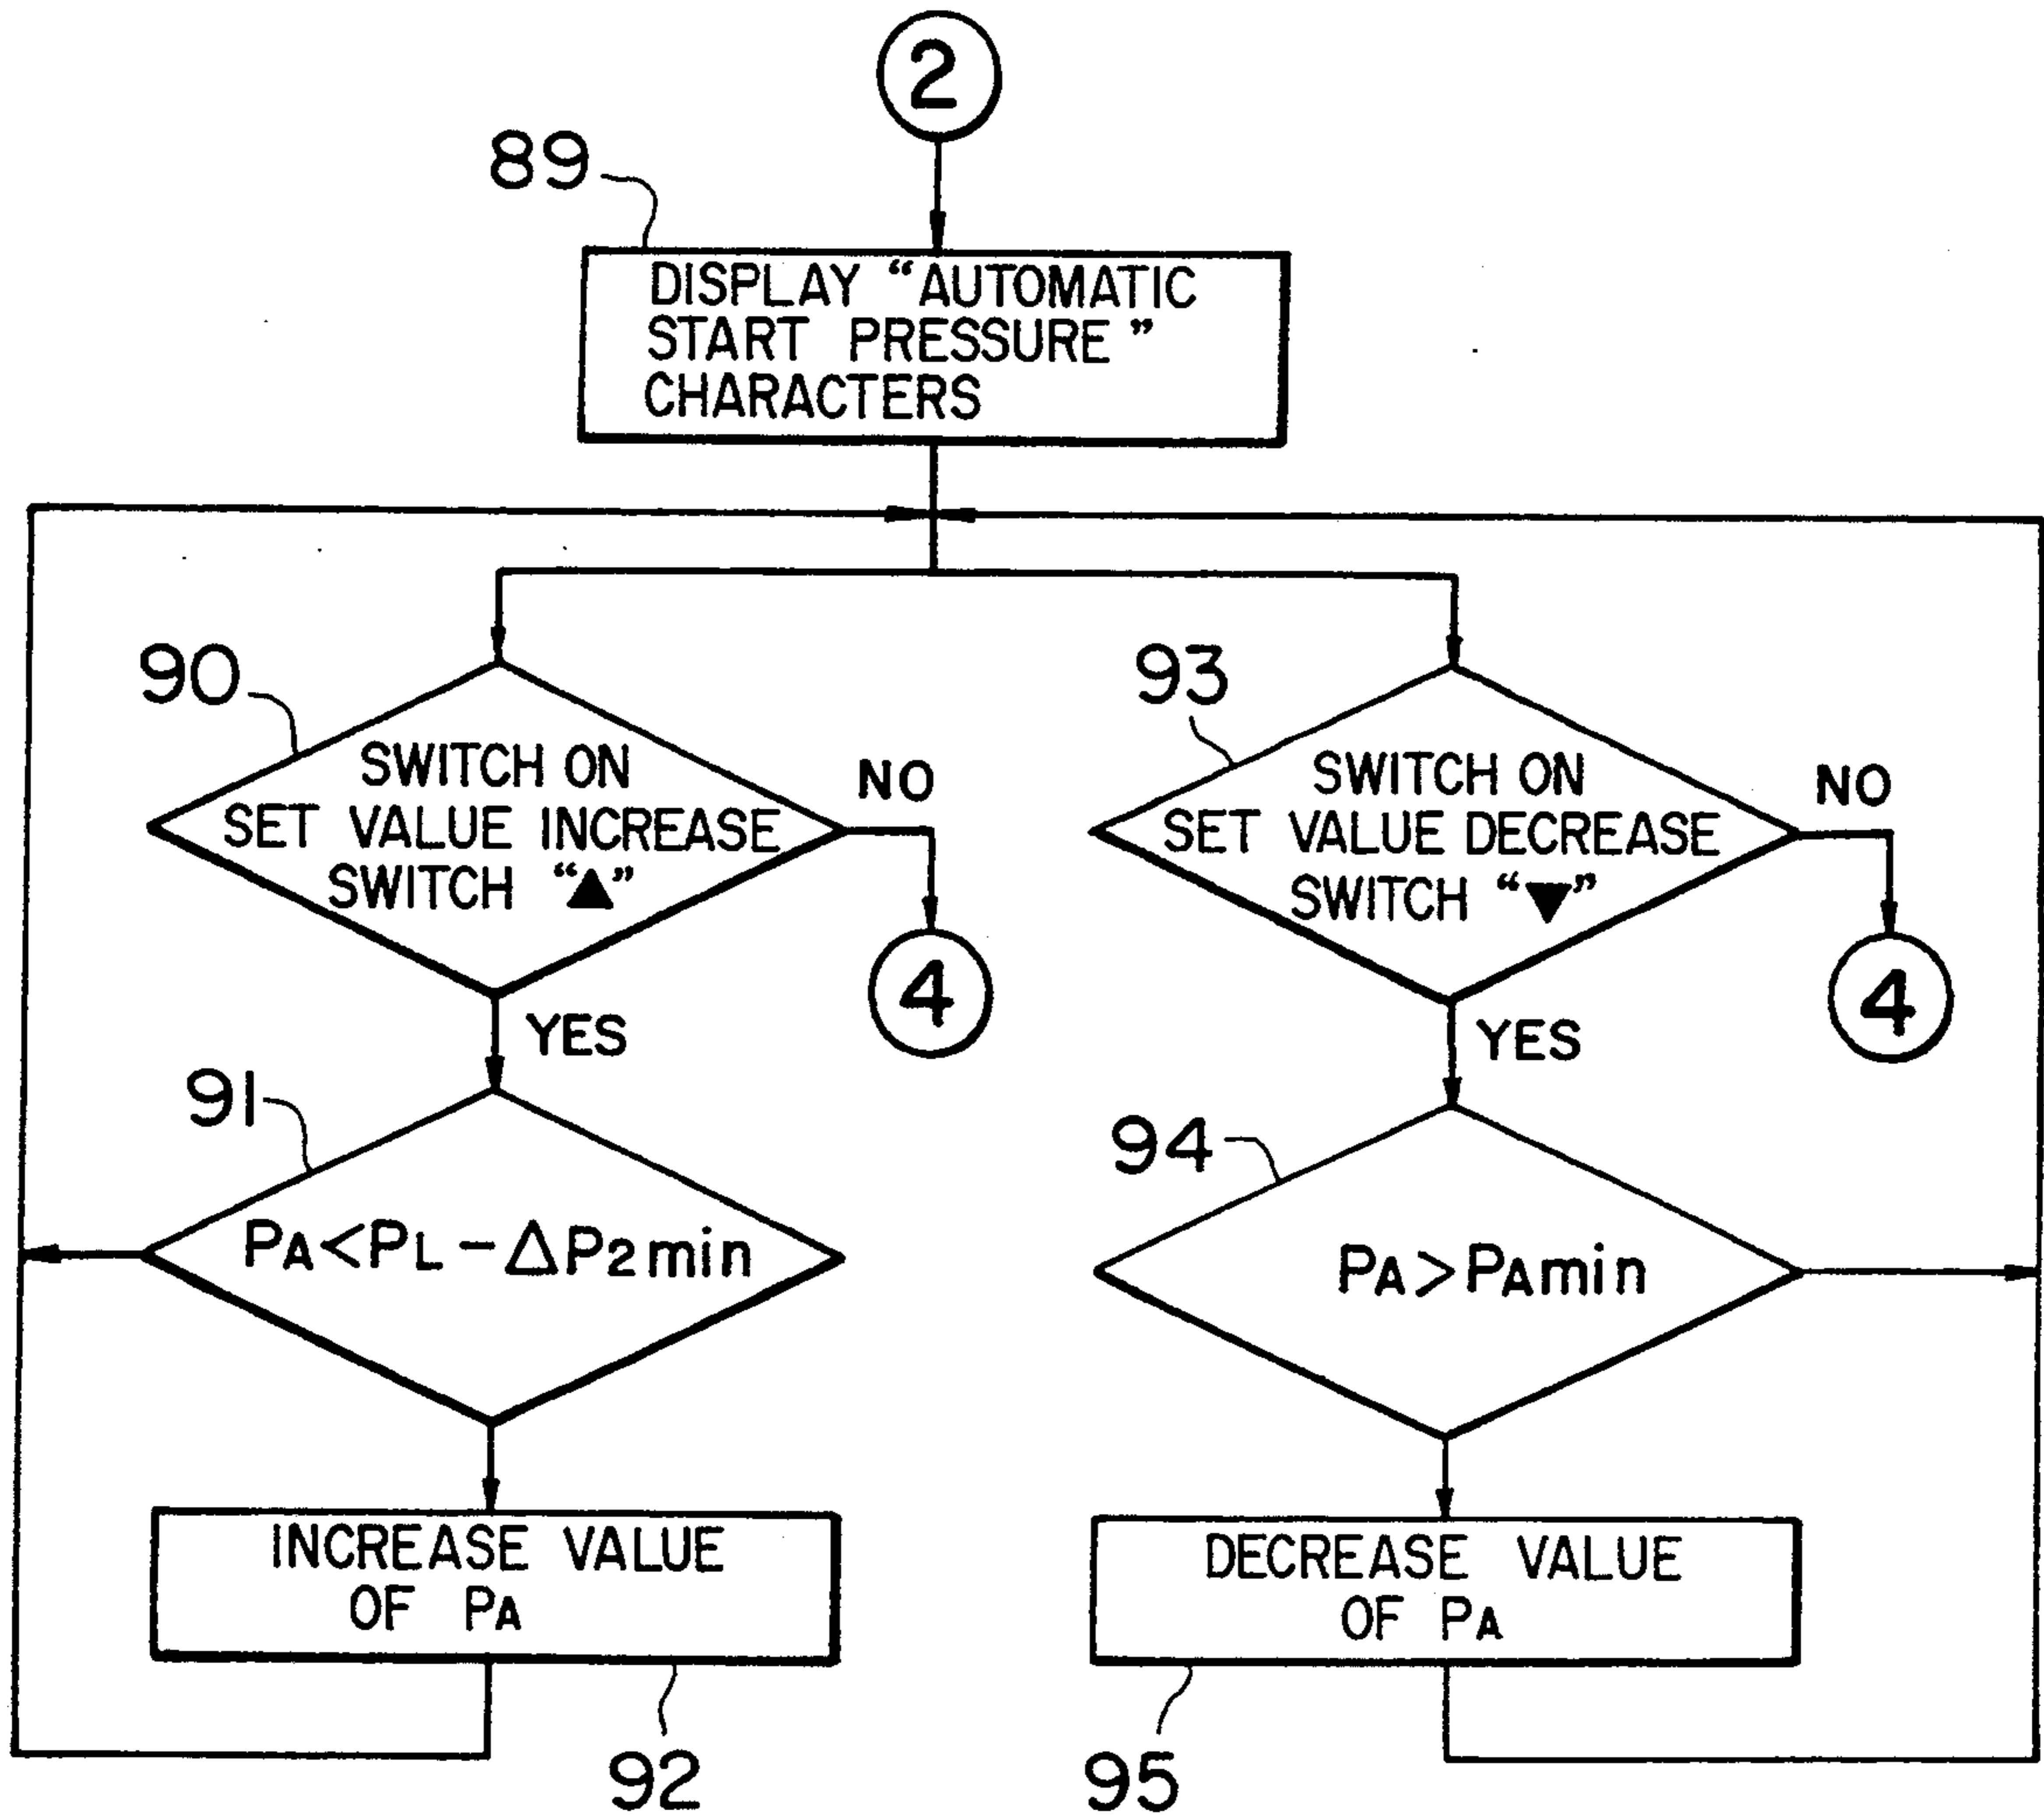 2
89
DISPLAY “AUTOMATIC
START PRESSURE”
CHARACTERS
90
SWITCH ON
SET VALUE INCREASE
SWITCH “▲”
NO
4
YES
91
PA<PL-ΔP2min
INCREASE VALUE
OF PA
92
93
SWITCH ON
SET VALUE DECREASE
SWITCH “▼”
NO
4
YES
94
PA>PAmin
DECREASE VALUE
OF PA
95